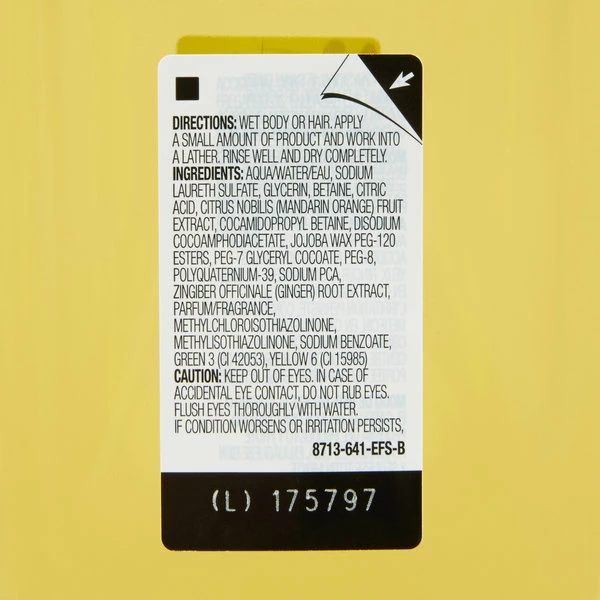 DIRECTIONS: WET BODY OR HAIR. APPLY
A SMALL AMOUNT OF PRODUCT AND WORK INTO
A LATHER. RINSE WELL AND DRY COMPLETELY.
INGREDIENTS: AQUA/WATER/EAU, SODIUM
LAURETH SULFATE, GLYCERIN, BETAINE, CITRIC
ACID, CITRUS NOBILIS (MANDARIN ORANGE) FRUIT
EXTRACT, COCAMIDOPROPYL BETAINE, DISODIUM
COCOAMPHODIACETATE, JOJOBA WAX PEG-120
ESTERS, PEG-7 GLYCERYL COCOATE, PEG-8,
POLYQUATERNIUM-39, SODIUM PCA,
ZINGIBER OFFICINALE (GINGER) ROOT EXTRACT,
PARFUM/FRAGRANCE,
METHYLCHLOROISOTHIAZOLINONE,
METHYLISOTHIAZOLINONE, SODIUM BENZOATE,
GREEN 3 (CI 42053), YELLOW 6 (CI 15985)
CAUTION: KEEP OUT OF EYES. IN CASE OF
ACCIDENTAL EYE CONTACT, DO NOT RUB EYES.
FLUSH EYES THOROUGHLY WITH WATER.
IF CONDITION WORSENS OR IRRITATION PERSISTS,
8713-641-EFS-B
(L) 175797